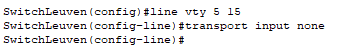 SwitchLeuven(config)#line vty 5 15
SwitchLeuven(config-line)#transport input none
SwitchLeuven(config-line)#